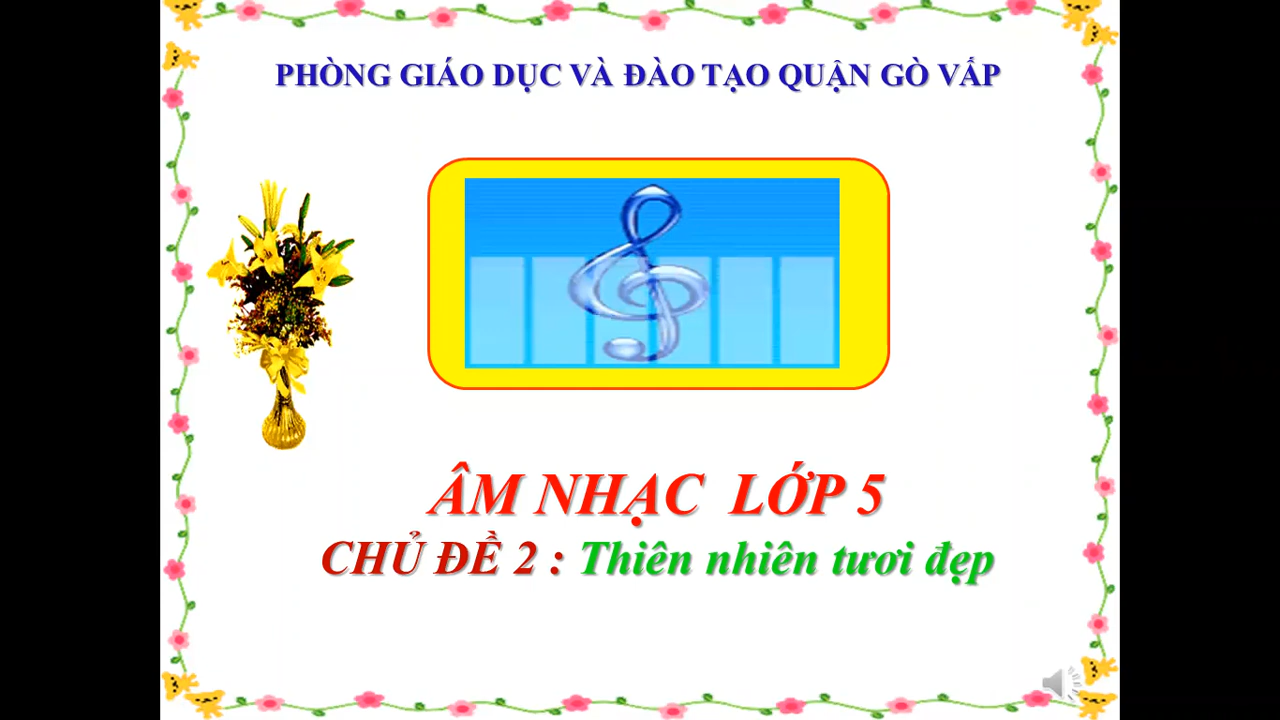 PHÒNG GIÁO DỤC VÀ ĐÀO TẠO QUẬN GÒ VẤP
ÂM NHẠC LỚP 5
CHỦ ĐỀ 2 : Thiên nhiên tươi đẹp